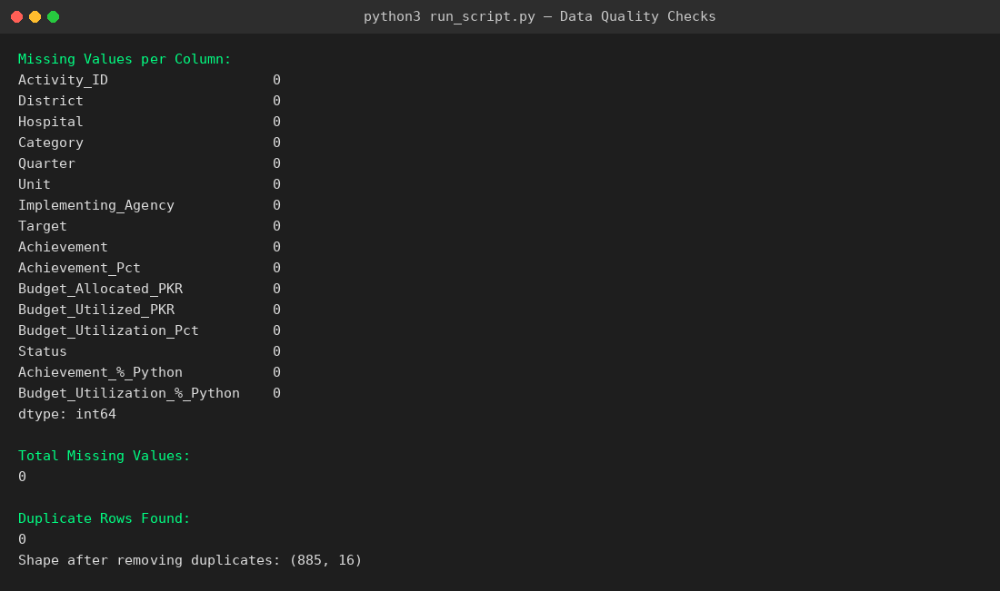 python3 run_script.py — Data Quality Checks
Missing Values per Column:
Activity_ID                    0
District                       0
Hospital                       0
Category                       0
Quarter                        0
Unit                           0
Implementing_Agency            0
Target                         0
Achievement                    0
Achievement_Pct                0
Budget_Allocated_PKR           0
Budget_Utilized_PKR            0
Budget_Utilization_Pct         0
Status                         0
Achievement_%_Python           0
Budget_Utilization_%_Python    0
dtype: int64
Total Missing Values:
0
Duplicate Rows Found:
0
Shape after removing duplicates: (885, 16)